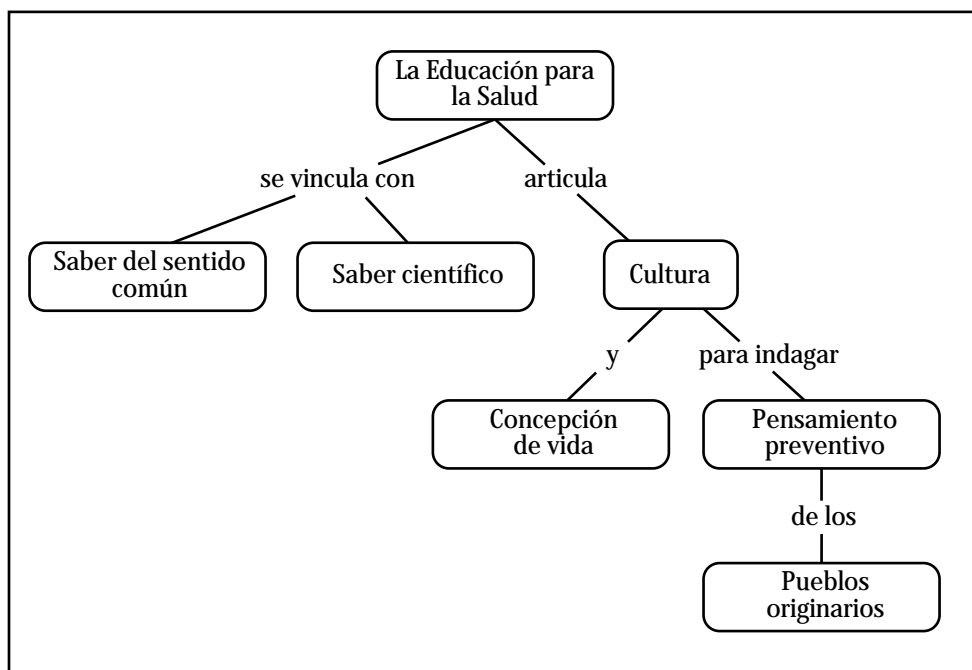 La Educación para
la Salud
se vincula con
articula
Saber del sentido
común
Saber científico
Cultura
y
para indagar
Concepción
de vida
Pensamiento
preventivo
de los
Pueblos
originarios